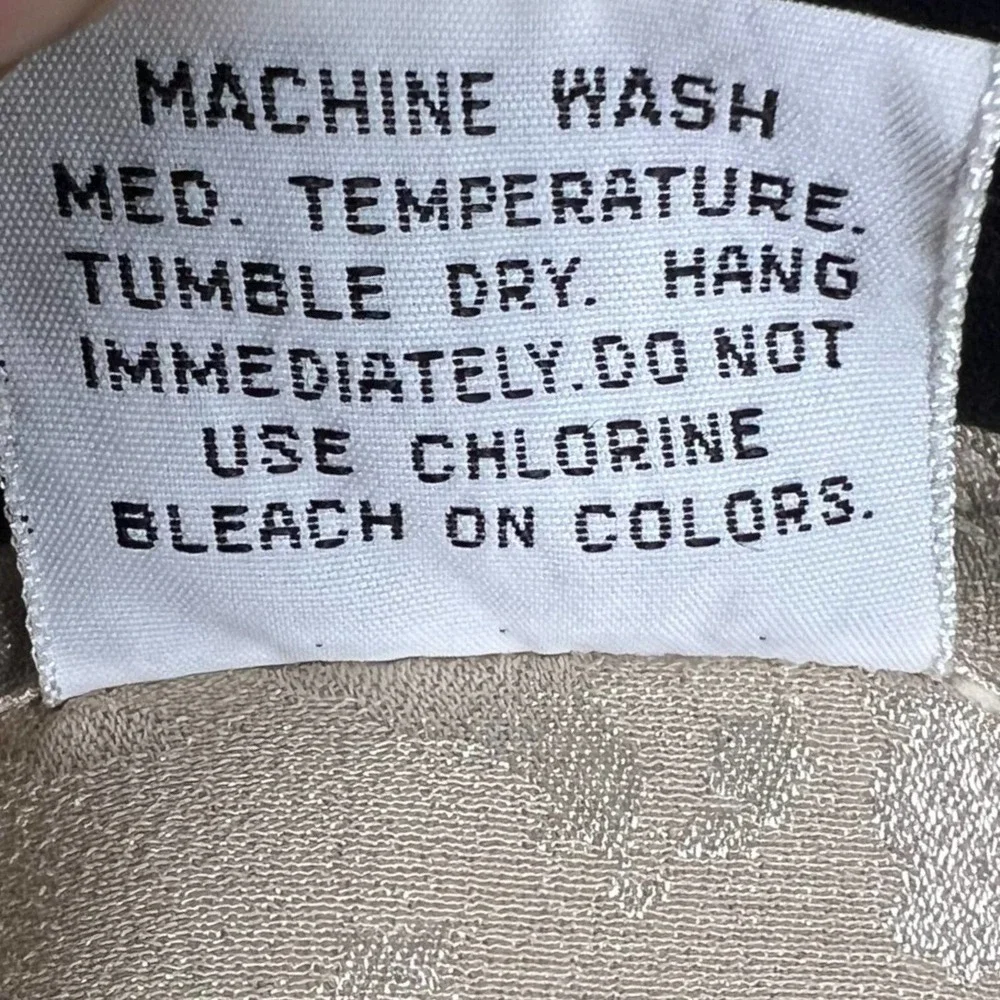 MACHINE WASH
MED. TEMPERATURE.
TUMBLE DRY. HANG
IMMEDIATELY.DO NOT
USE CHLORINE
BLEACH ON COLORS.